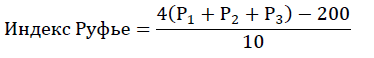 Индекс Руфье = (4(P₁ + P₂ + P₃) − 200) / 10